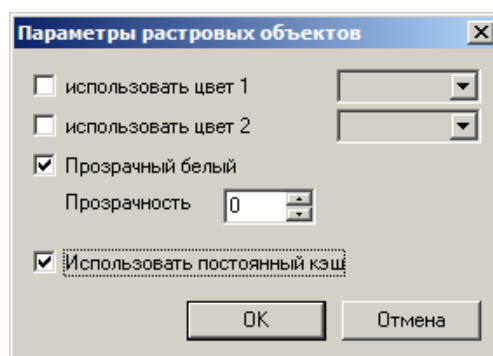 Параметры растровых объектов
использовать цвет 1
использовать цвет 2
Прозрачный белый
Прозрачность 0
Использовать постоянный кэш
OK Отмена